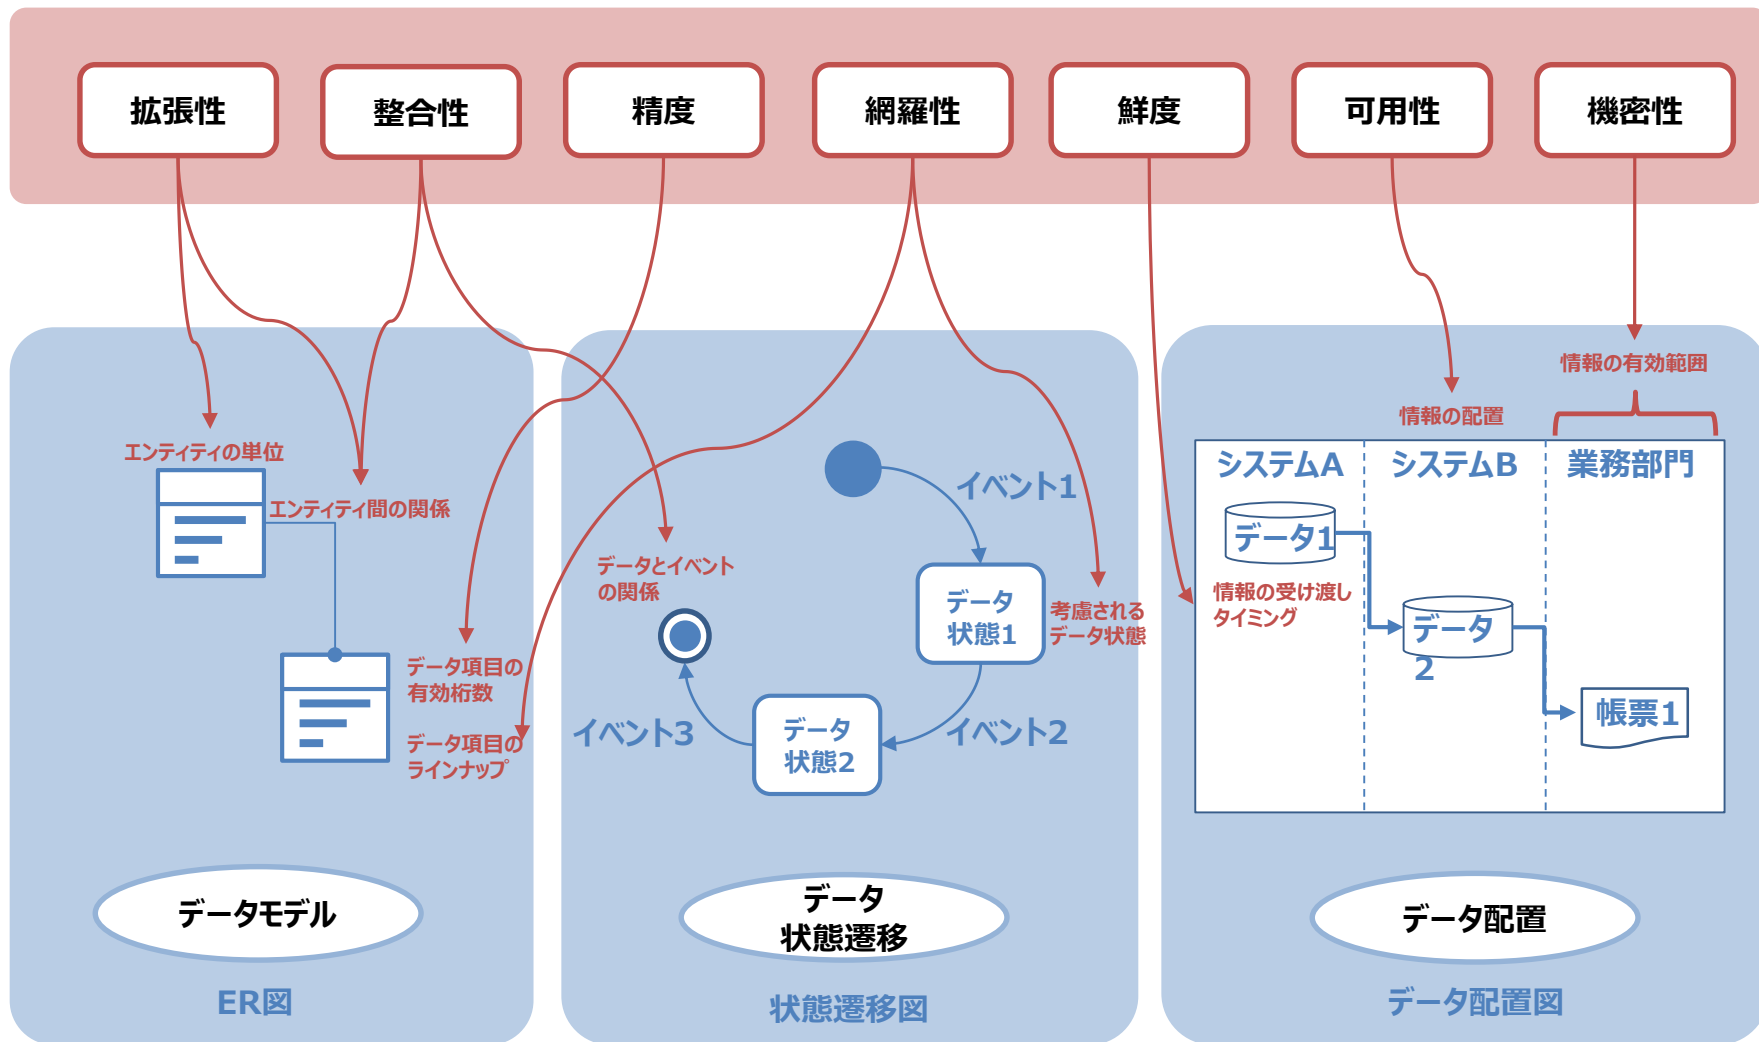 拡張性
整合性
精度
網羅性
鮮度
可用性
機密性
エンティティの単位
エンティティ間の関係
データ項目の
有効桁数
データ項目の
ラインナップ
データモデル
ER図
イベント1
データとイベント
の関係
データ
状態1
考慮される
データ状態
イベント3
データ
状態2
イベント2
データ
状態遷移
状態遷移図
情報の有効範囲
情報の配置
システムA
システムB
業務部門
データ1
情報の受け渡し
タイミング
データ
2
帳票1
データ配置
データ配置図